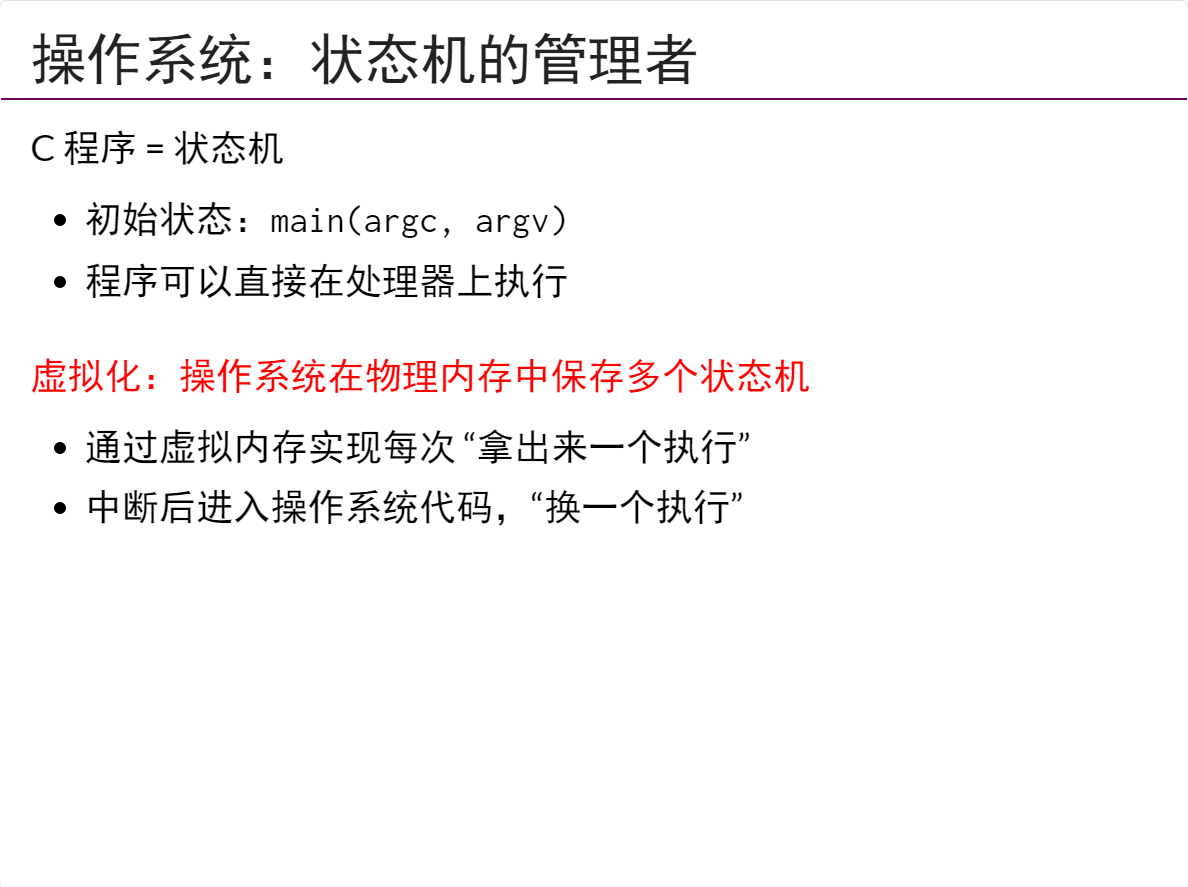 操作系统：状态机的管理者
C 程序 = 状态机
• 初始状态：main(argc, argv)
• 程序可以直接在处理器上执行
虚拟化：操作系统在物理内存中保存多个状态机
• 通过虚拟内存实现每次 “拿出来一个执行”
• 中断后进入操作系统代码，“换一个执行”